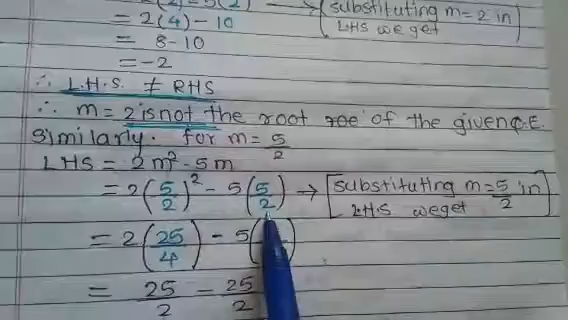 = 2(4) - 10
[substituting m = 2 in
LHS we get
= 8 - 10
= -2
∴ L.H.S. ≠ RHS
∴ m = 2 is not the root of the given Q.E.
Similarly. for m = 5/2
LHS = 2m² - 5m
= 2(5/2)² - 5(5/2) → [substituting m = 5/2 in
LHS we get
= 2(25/4) - 5(
= 25/2 - 25/2